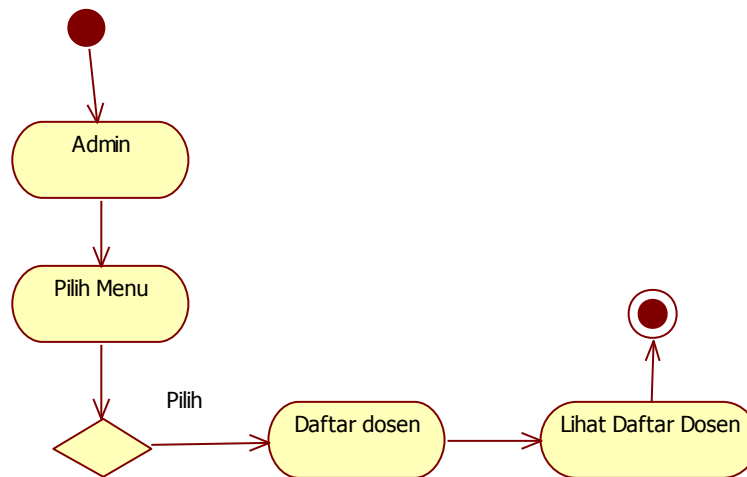 Admin
Pilih Menu
Pilih
Daftar dosen
Lihat Daftar Dosen